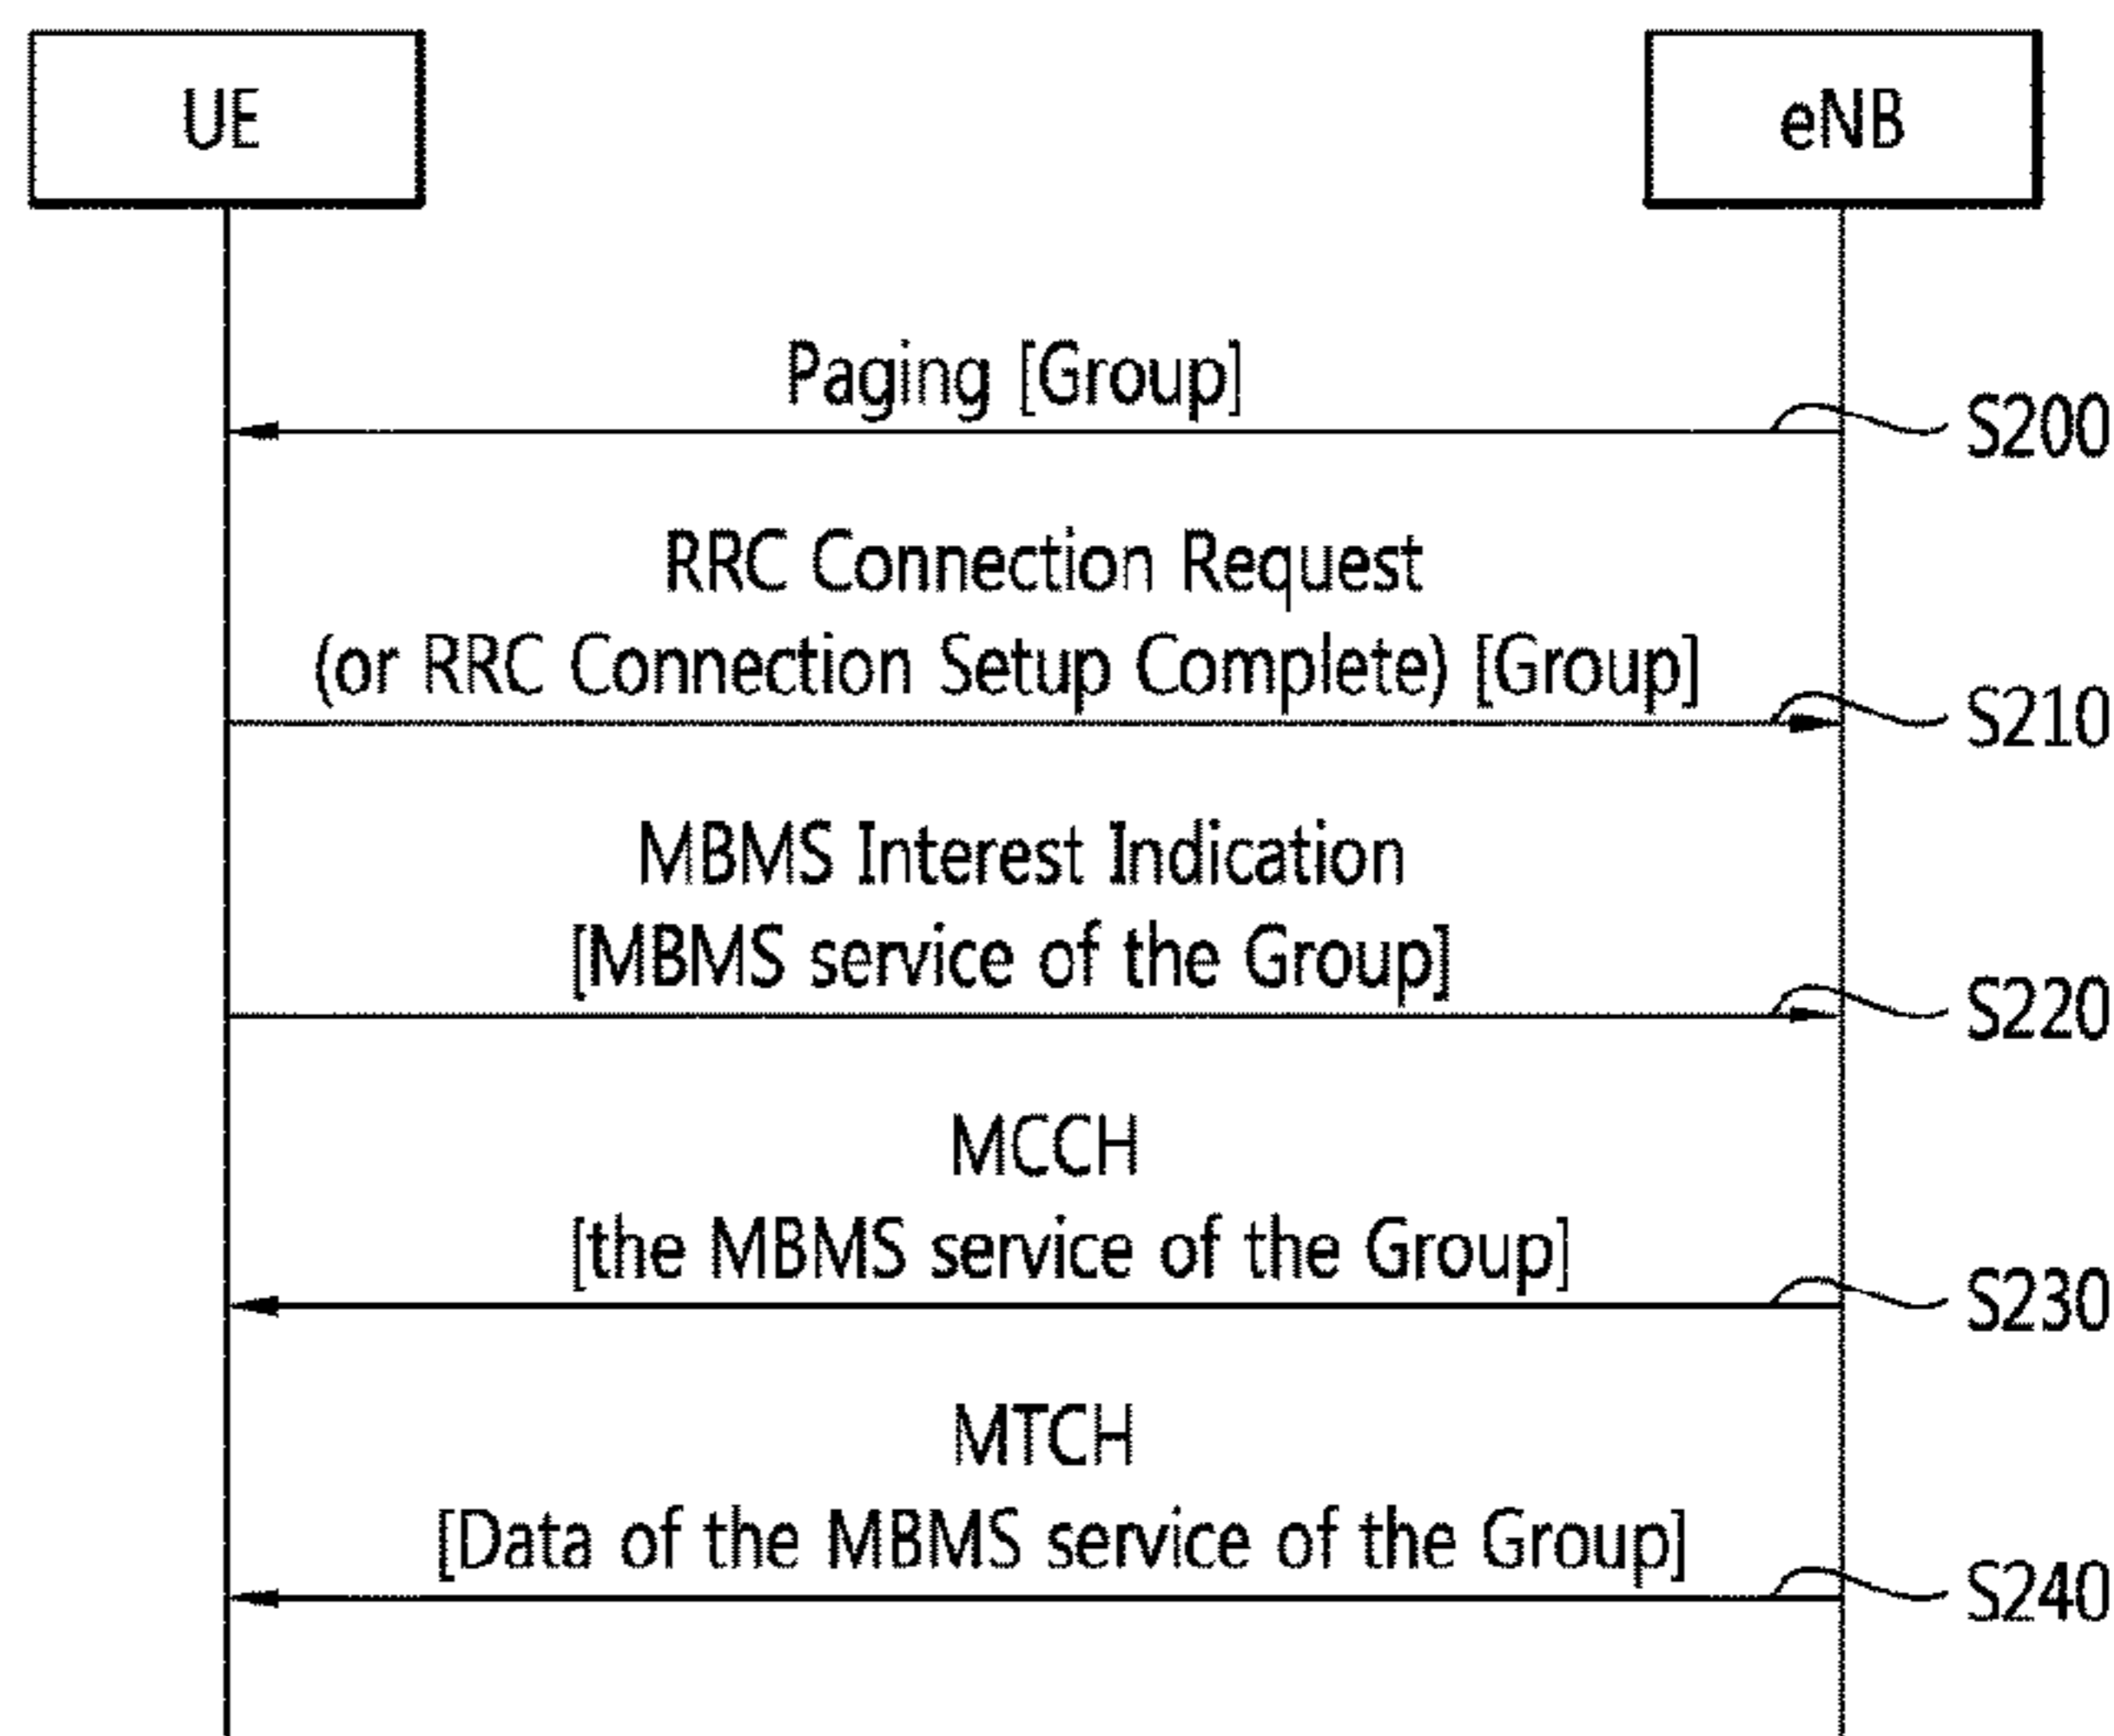 UE
eNB
Paging [Group]
S200
RRC Connection Request
(or RRC Connection Setup Complete) [Group]
S210
MBMS Interest Indication
[MBMS service of the Group]
S220
MCCH
[the MBMS service of the Group]
S230
MTCH
[Data of the MBMS service of the Group]
S240